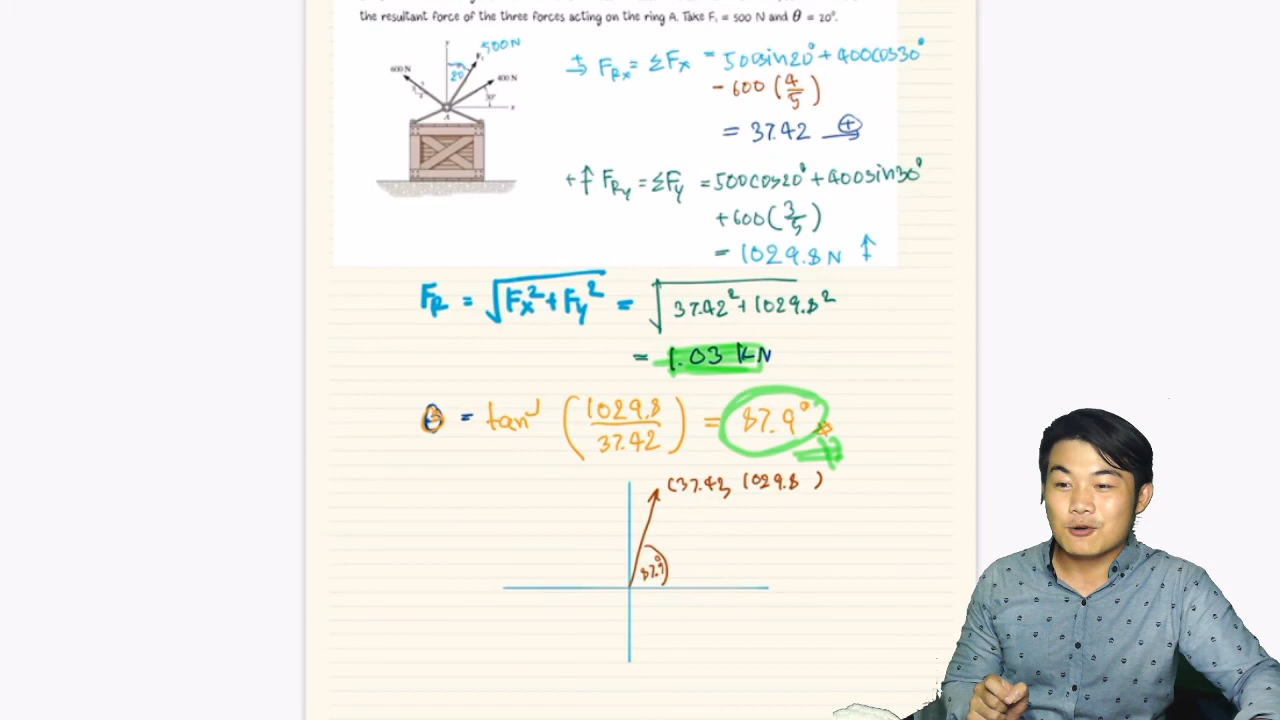 the resultant force of the three forces acting on the ring A. Take F₁ = 500 N and θ = 20°.
y
500N
F₁
600 N
20
400 N
30°
x
A
→+ F_Rx = ΣFx = 500sin20° + 400cos30°
- 600 (4/5)
= 37.42 → ⊕
+↑ F_Ry = ΣFy = 500cos20° + 400sin30°
+ 600 (3/5)
= 1029.8 N ↑
F_R = √(Fx² + Fy²) = √(37.42² + 1029.8²)
= 1.03 KN
θ = tan⁻¹ (1029.8/37.42) = 87.9°
(37.42, 1029.8 )
87.9°